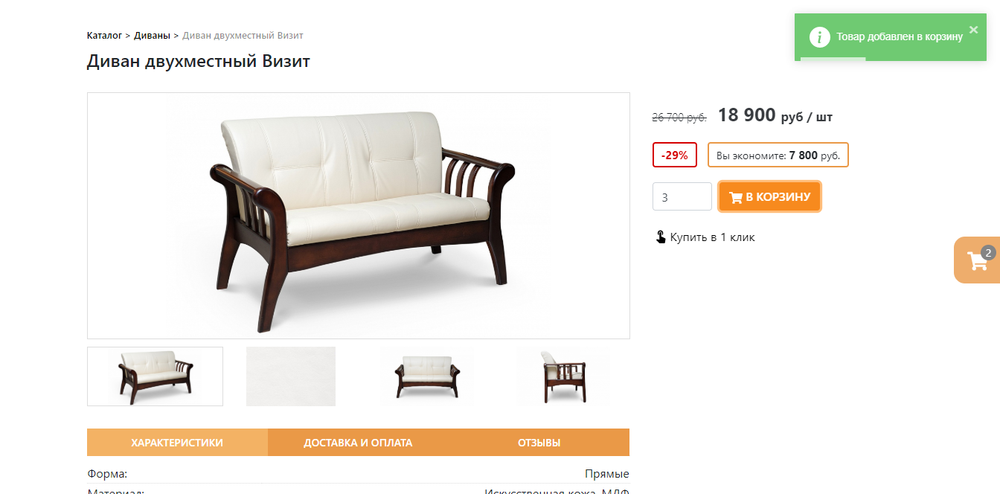 Товар добавлен в корзину
Каталог > Диваны > Диван двухместный Визит
Диван двухместный Визит
26 700 руб. 18 900 руб / шт
-29% Вы экономите: 7 800 руб.
3 В КОРЗИНУ
Купить в 1 клик
2
ХАРАКТЕРИСТИКИ ДОСТАВКА И ОПЛАТА ОТЗЫВЫ
Форма: Прямые
Материал: Искусственная кожа, МДФ